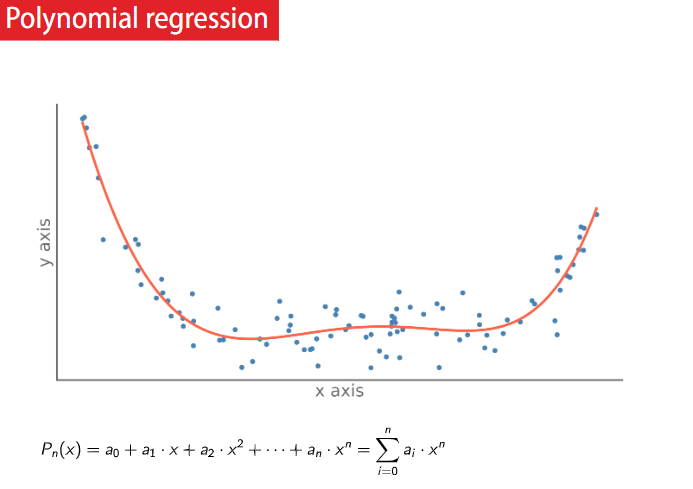 Polynomial regression
y axis
x axis
Pₙ(x) = a₀ + a₁ · x + a₂ · x² + · · · + aₙ · xⁿ = ∑ᵢ₌₀ⁿ aᵢ · xⁿ